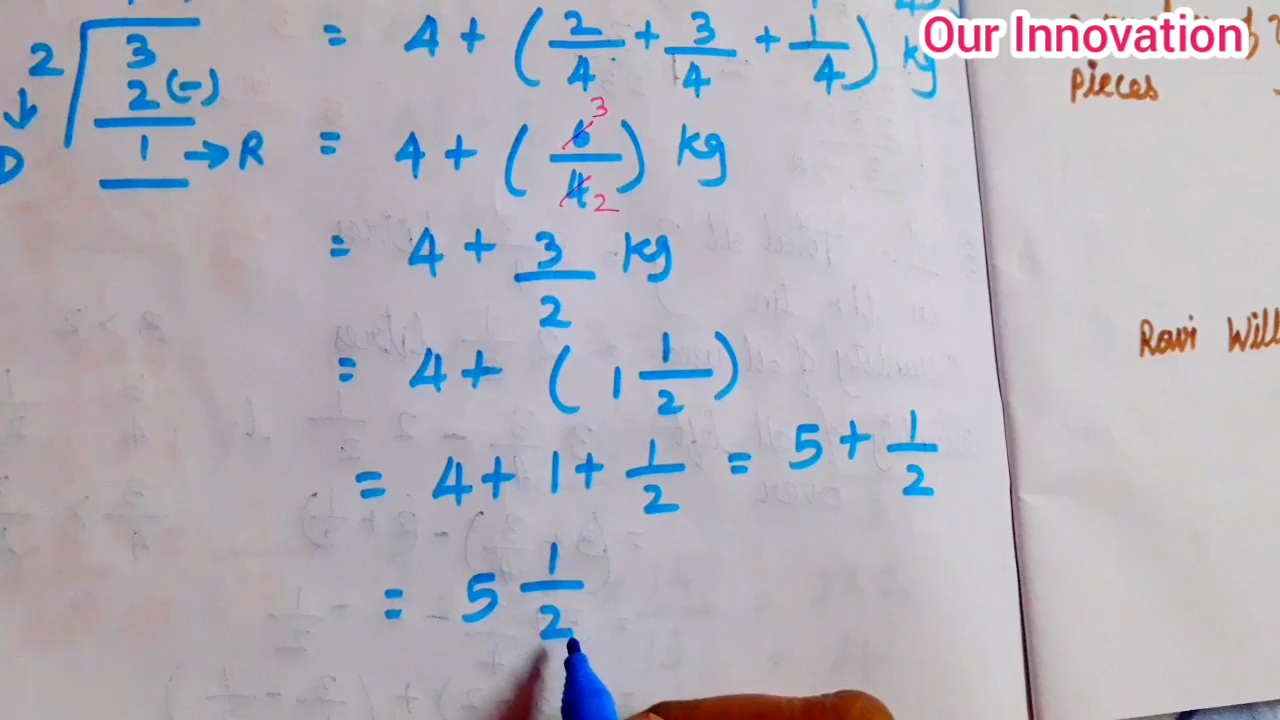 Our Innovation
= 4 + (2/4 + 3/4 + 1/4) kg
2 3
2 (-)
D 1 → R
= 4 + (6/4) kg
3
2
= 4 + 3/2 kg
= 4 + (1 1/2)
= 4 + 1 + 1/2 = 5 + 1/2
= 5 1/2
pieces
Ravi Will